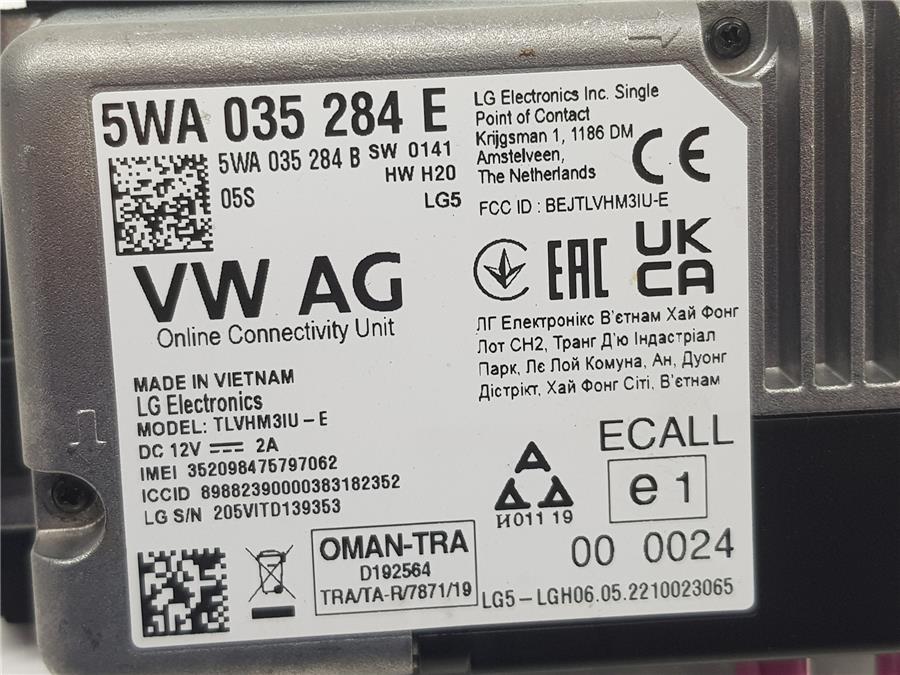 5WA 035 284 E
5WA 035 284 B SW 0141
HW H20
05S LG5
VW AG
Online Connectivity Unit
MADE IN VIETNAM
LG Electronics
MODEL: TLVHM3IU-E
DC 12V 2A
IMEI 352098475797062
ICCID 89882390000383182352
LG S/N 205VITD139353
OMAN-TRA
D192564
TRA/TA-R/7871/19
LG Electronics Inc. Single
Point of Contact
Krijgsman 1, 1186 DM
Amstelveen,
The Netherlands
CE
FCC ID : BEJTLVHM3IU-E
EAC
UK
CA
ЛГ Електронікс В'єтнам Хай Фонг
Лот СН2, Транг Д'ю Індастріал
Парк, Лє Лой Комуна, Ан, Дуонг
Дістрікт, Хай Фонг Сіті, В'єтнам
ECALL
e1
И011 19
00 0024
LG5-LGH06.05.2210023065